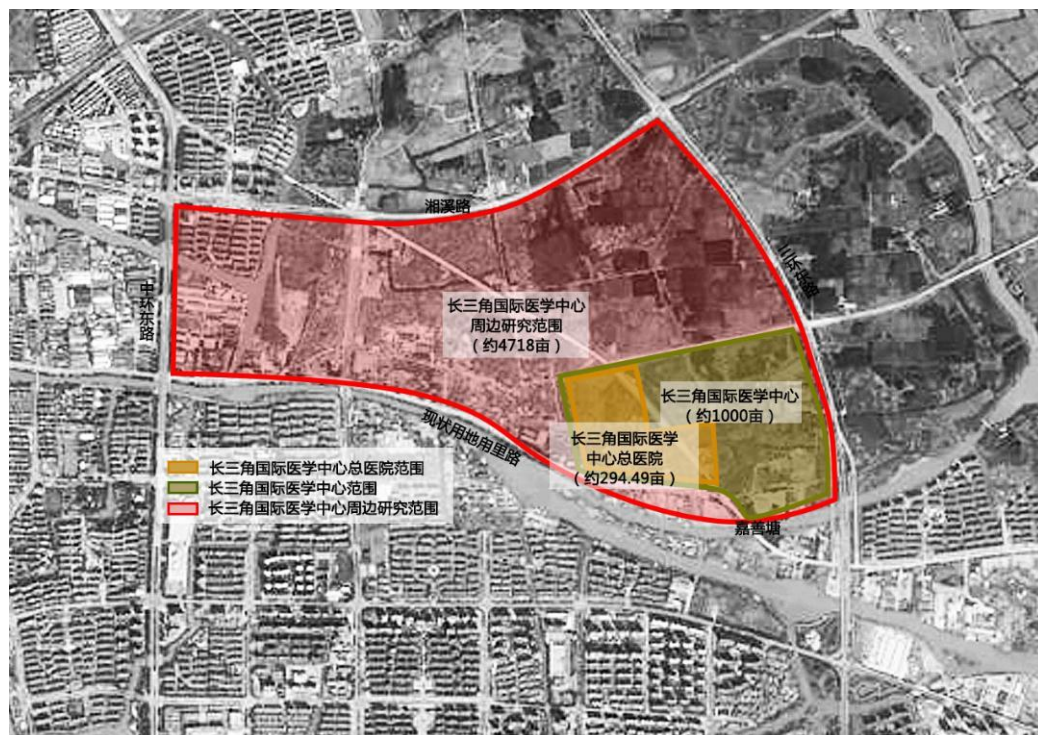 湘溪路
中环东路
长三角国际医学中心
周边研究范围
(约4718亩)
长三角国际医学中心
(约1000亩)
长三角国际医学
中心总医院
(约294.49亩)
现状用地甪里路
嘉善塘
长三角国际医学中心总医院范围
长三角国际医学中心范围
长三角国际医学中心周边研究范围